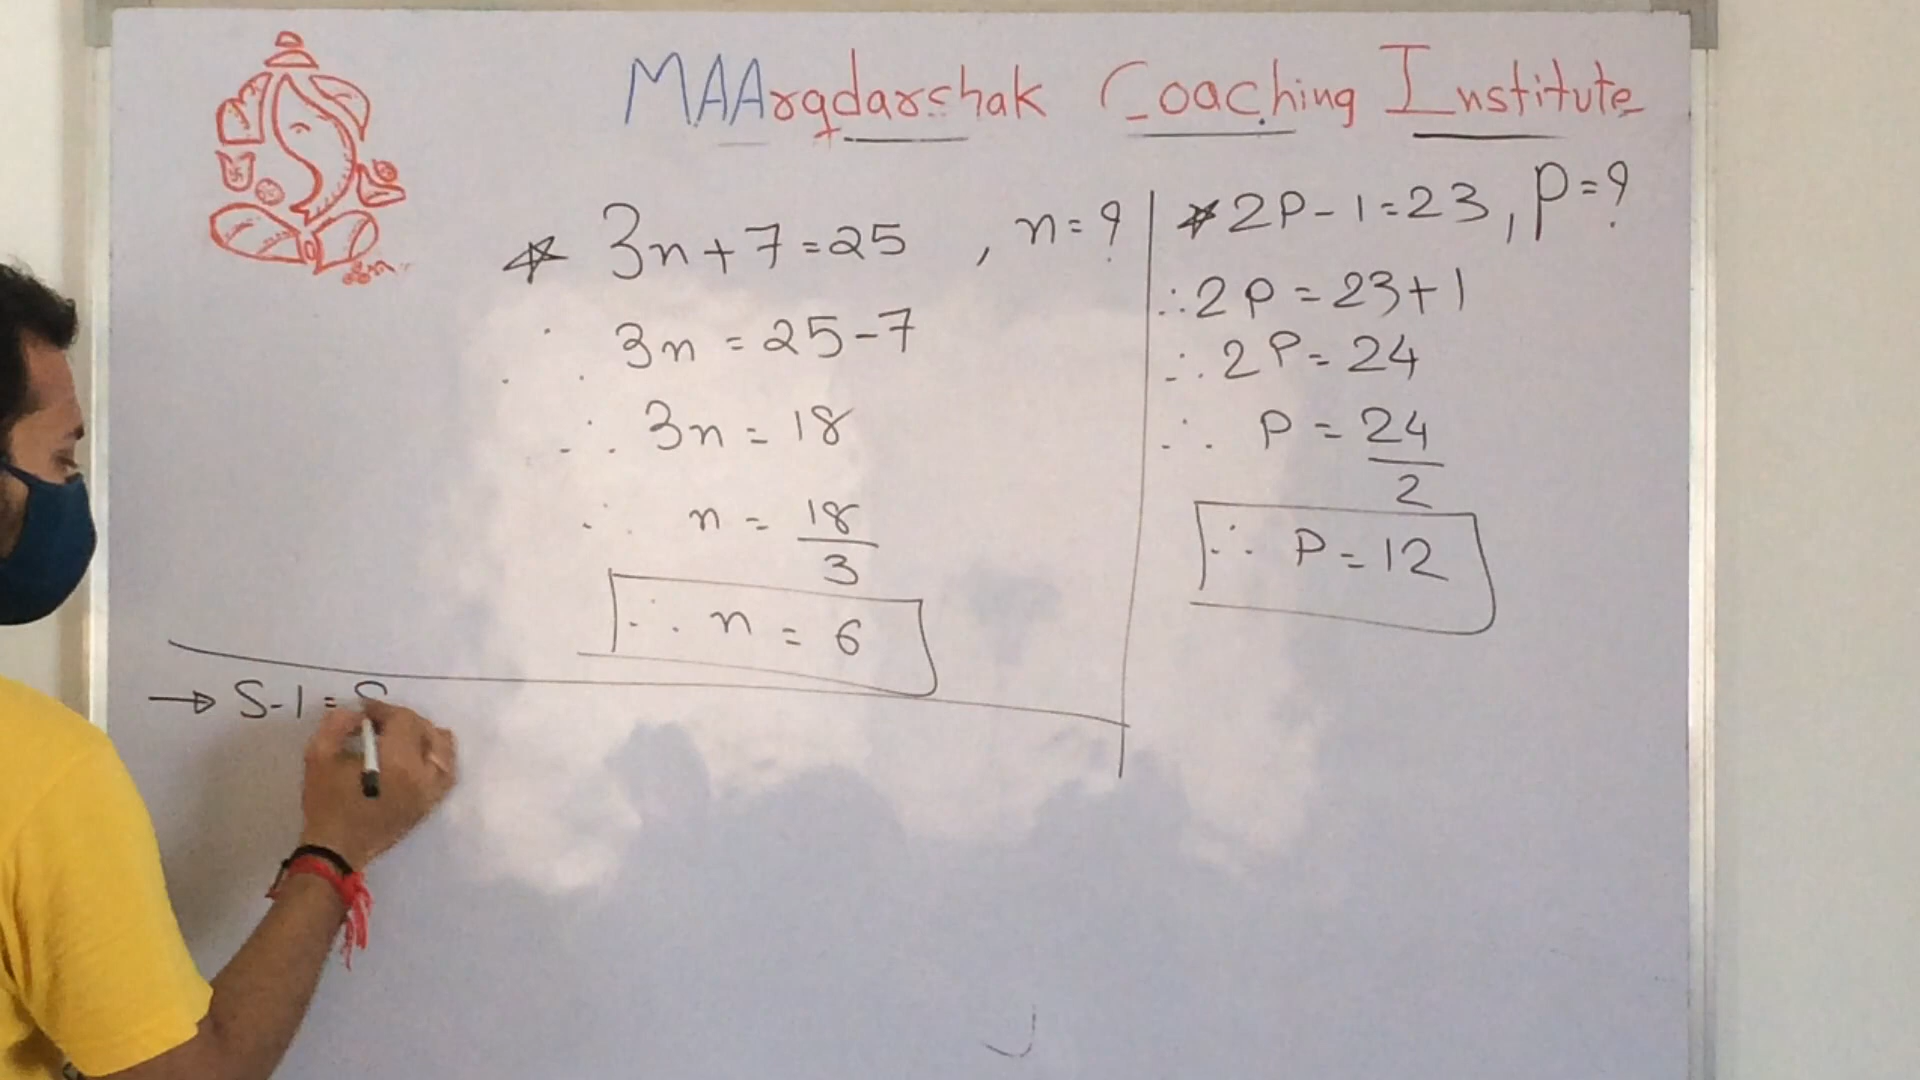 MAArgdarshak Coaching Institute
* 3n+7=25 , n=?
3n = 25-7
∴ 3n = 18
∴ n = 18/3
∴ n = 6
* 2P-1=23, P=?
∴ 2P = 23+1
∴ 2P = 24
∴ P = 24/2
∴ P = 12
→ S-1 =